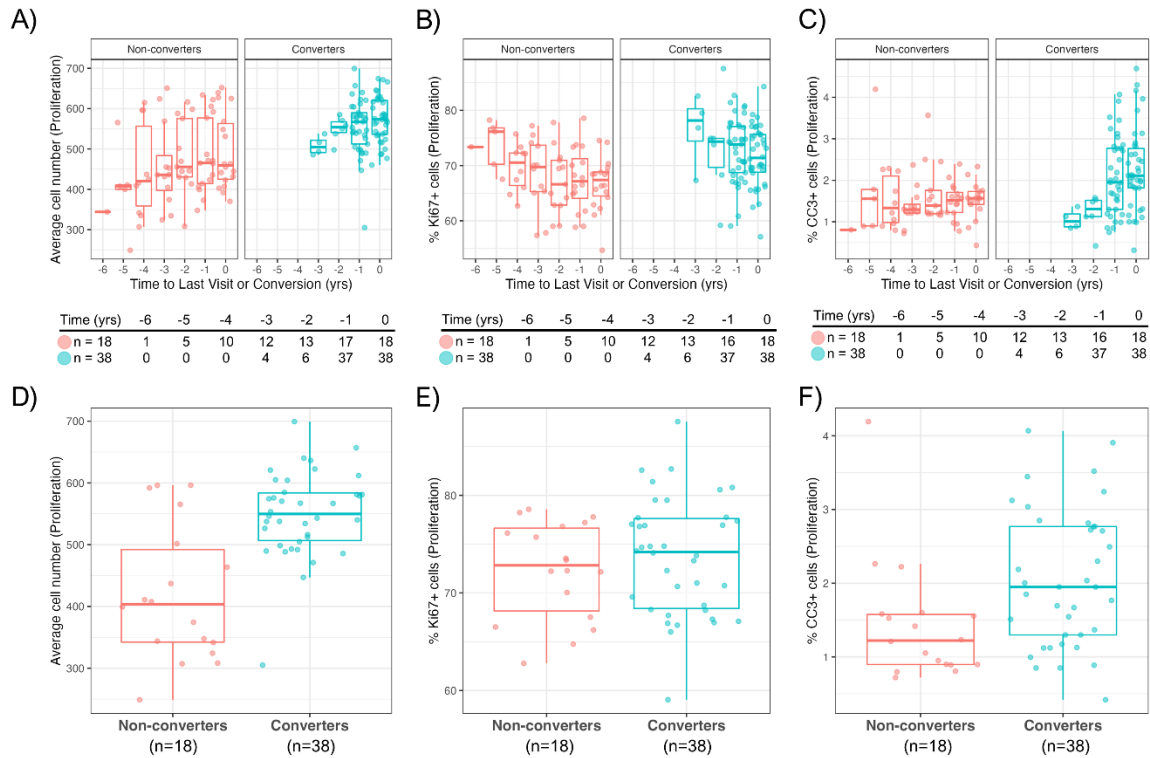 A)
B)
C)
Non-converters Converters
Non-converters Converters
Non-converters Converters
Average cell number (Proliferation)
700
600
500
400
300
-6 -5 -4 -3 -2 -1 0 -6 -5 -4 -3 -2 -1 0
Time to Last Visit or Conversion (yrs)
% Ki67+ cells (Proliferation)
80
70
60
-6 -5 -4 -3 -2 -1 0 -6 -5 -4 -3 -2 -1 0
Time to Last Visit or Conversion (yrs)
% CC3+ cells (Proliferation)
4
3
2
1
-6 -5 -4 -3 -2 -1 0 -6 -5 -4 -3 -2 -1 0
Time to Last Visit or Conversion (yrs)
Time (yrs) -6 -5 -4 -3 -2 -1 0
n = 18 1 5 10 12 13 17 18
n = 38 0 0 0 4 6 37 38
Time (yrs) -6 -5 -4 -3 -2 -1 0
n = 18 1 5 10 12 13 16 18
n = 38 0 0 0 4 6 37 38
Time (yrs) -6 -5 -4 -3 -2 -1 0
n = 18 1 5 10 12 13 16 18
n = 38 0 0 0 4 6 37 38
D)
E)
F)
Average cell number (Proliferation)
700
600
500
400
300
Non-converters Converters
(n=18) (n=38)
% Ki67+ cells (Proliferation)
80
70
60
Non-converters Converters
(n=18) (n=38)
% CC3+ cells (Proliferation)
4
3
2
1
Non-converters Converters
(n=18) (n=38)